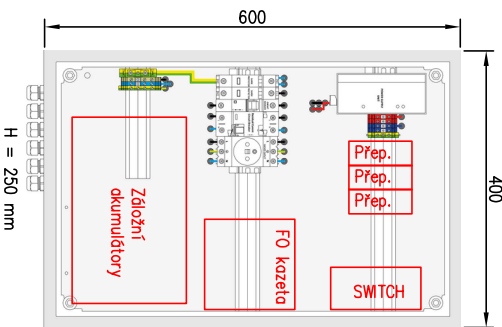 600
400
H = 250 mm
Přep.
Přep.
Přep.
Záložní
akumulátory
FO kazeta
SWITCH